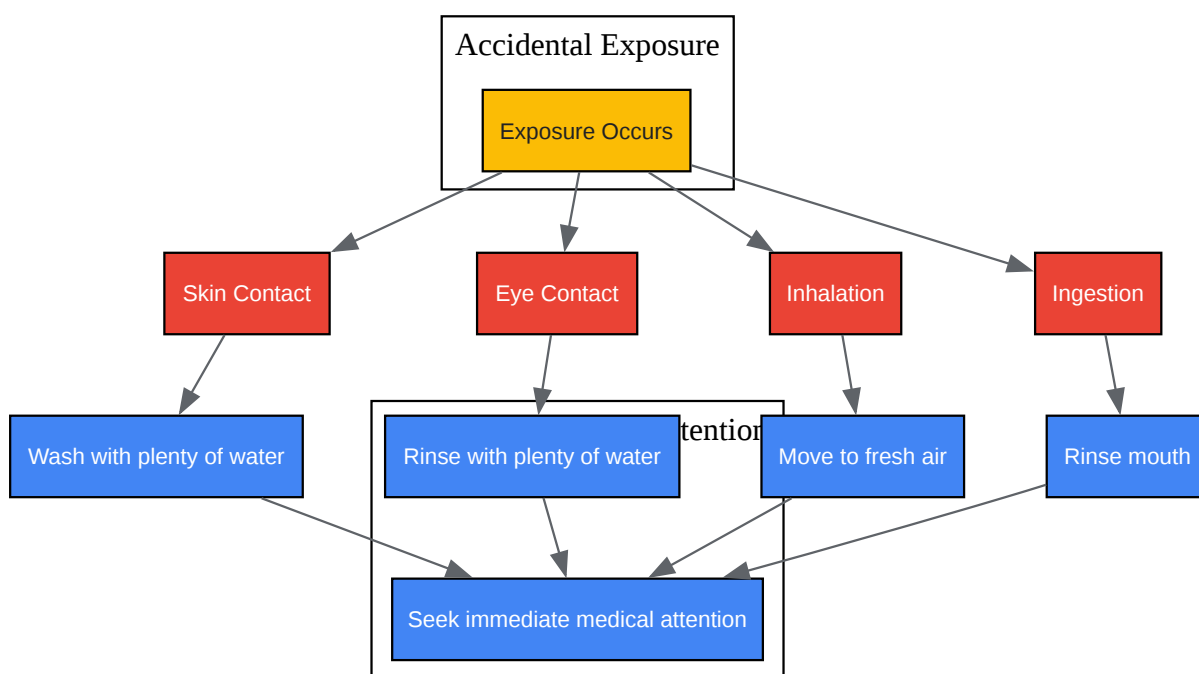 Accidental Exposure
Exposure Occurs
Skin Contact
Eye Contact
Inhalation
Ingestion
Wash with plenty of water
Rinse with plenty of water
Move to fresh air
Rinse mouth
Seek immediate medical attention